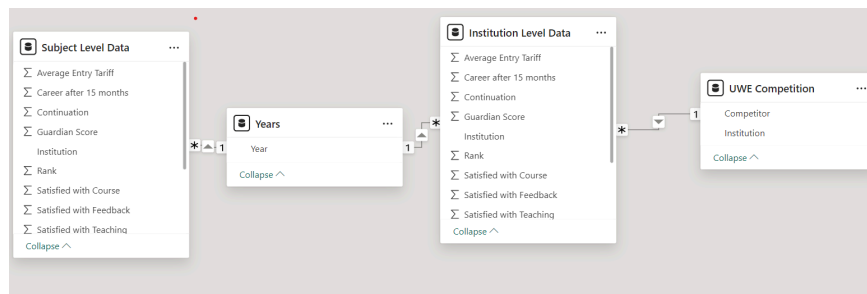 Subject Level Data ...
Σ Average Entry Tariff
Σ Career after 15 months
Σ Continuation
Σ Guardian Score
Institution
Σ Rank
Σ Satisfied with Course
Σ Satisfied with Feedback
Σ Satisfied with Teaching
Collapse
* 1
Years ...
Year
Collapse
1 *
Institution Level Data ...
Σ Average Entry Tariff
Σ Career after 15 months
Σ Continuation
Σ Guardian Score
Institution
Σ Rank
Σ Satisfied with Course
Σ Satisfied with Feedback
Σ Satisfied with Teaching
Collapse
* 1
UWE Competition ...
Competitor
Institution
Collapse